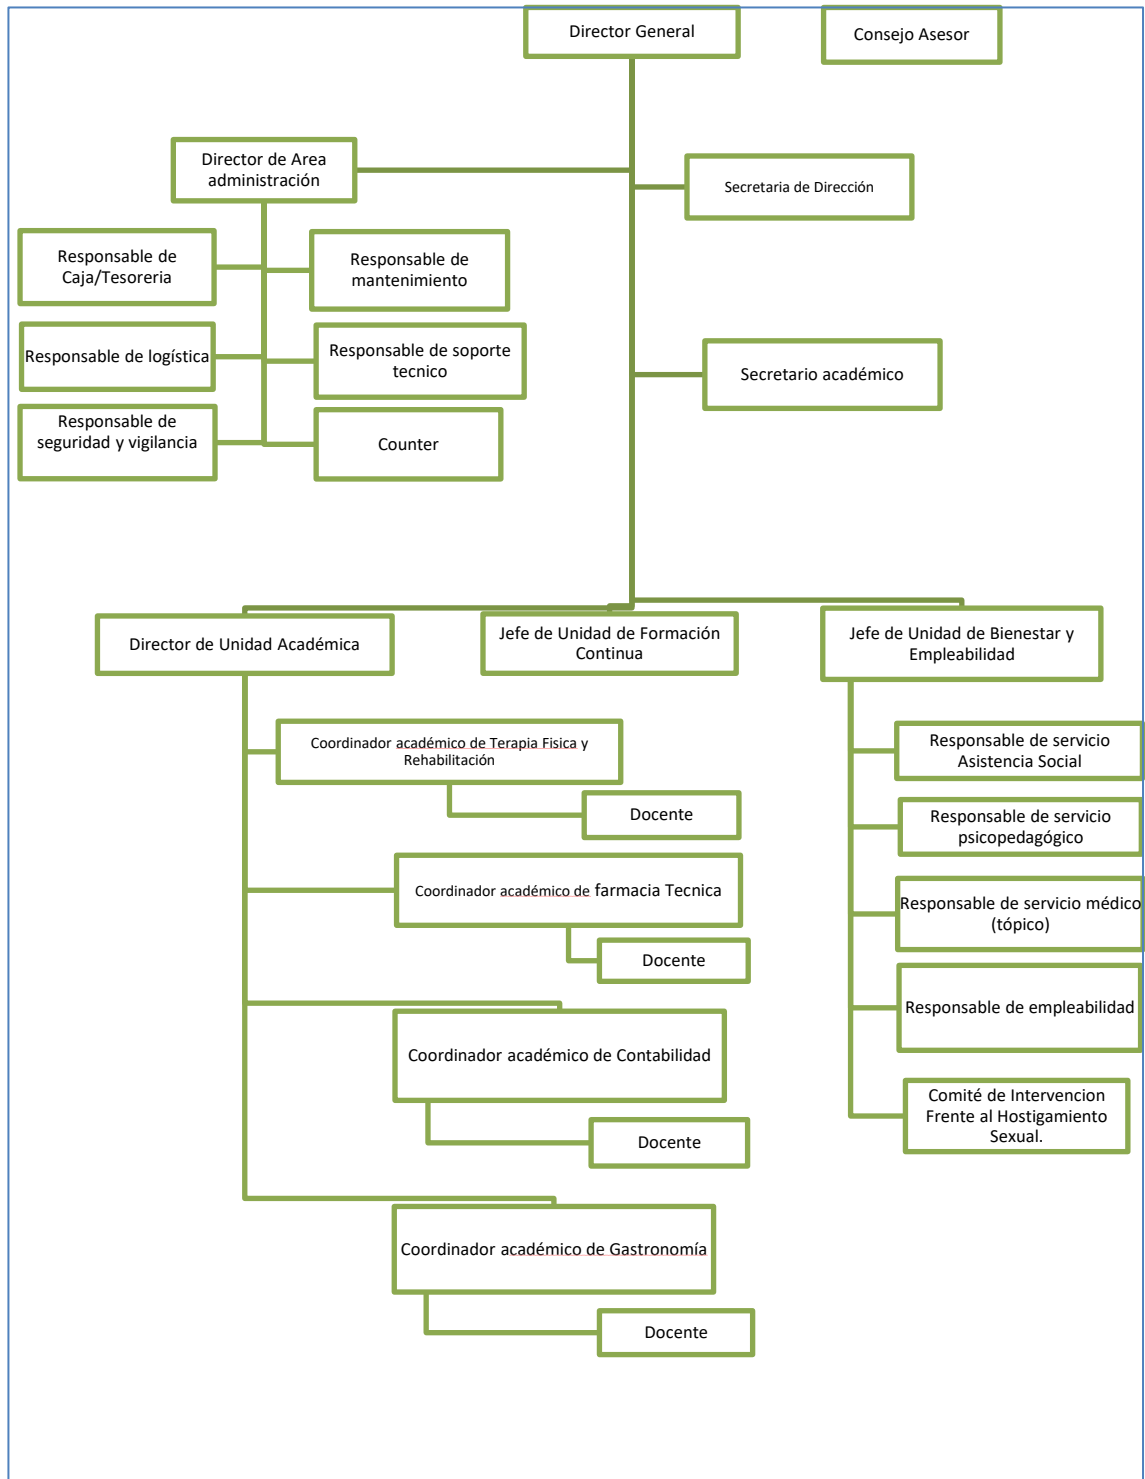 Director General
Consejo Asesor
Director de Area
administración
Secretaria de Dirección
Responsable de
Caja/Tesoreria
Responsable de
mantenimiento
Responsable de logística
Responsable de soporte
tecnico
Secretario académico
Responsable de
seguridad y vigilancia
Counter
Director de Unidad Académica
Jefe de Unidad de Formación
Continua
Jefe de Unidad de Bienestar y
Empleabilidad
Coordinador académico de Terapia Fisica y
Rehabilitación
Docente
Coordinador académico de farmacia Tecnica
Docente
Coordinador académico de Contabilidad
Docente
Coordinador académico de Gastronomía
Docente
Responsable de servicio
Asistencia Social
Responsable de servicio
psicopedagógico
Responsable de servicio médico
(tópico)
Responsable de empleabilidad
Comité de Intervencion
Frente al Hostigamiento
Sexual.